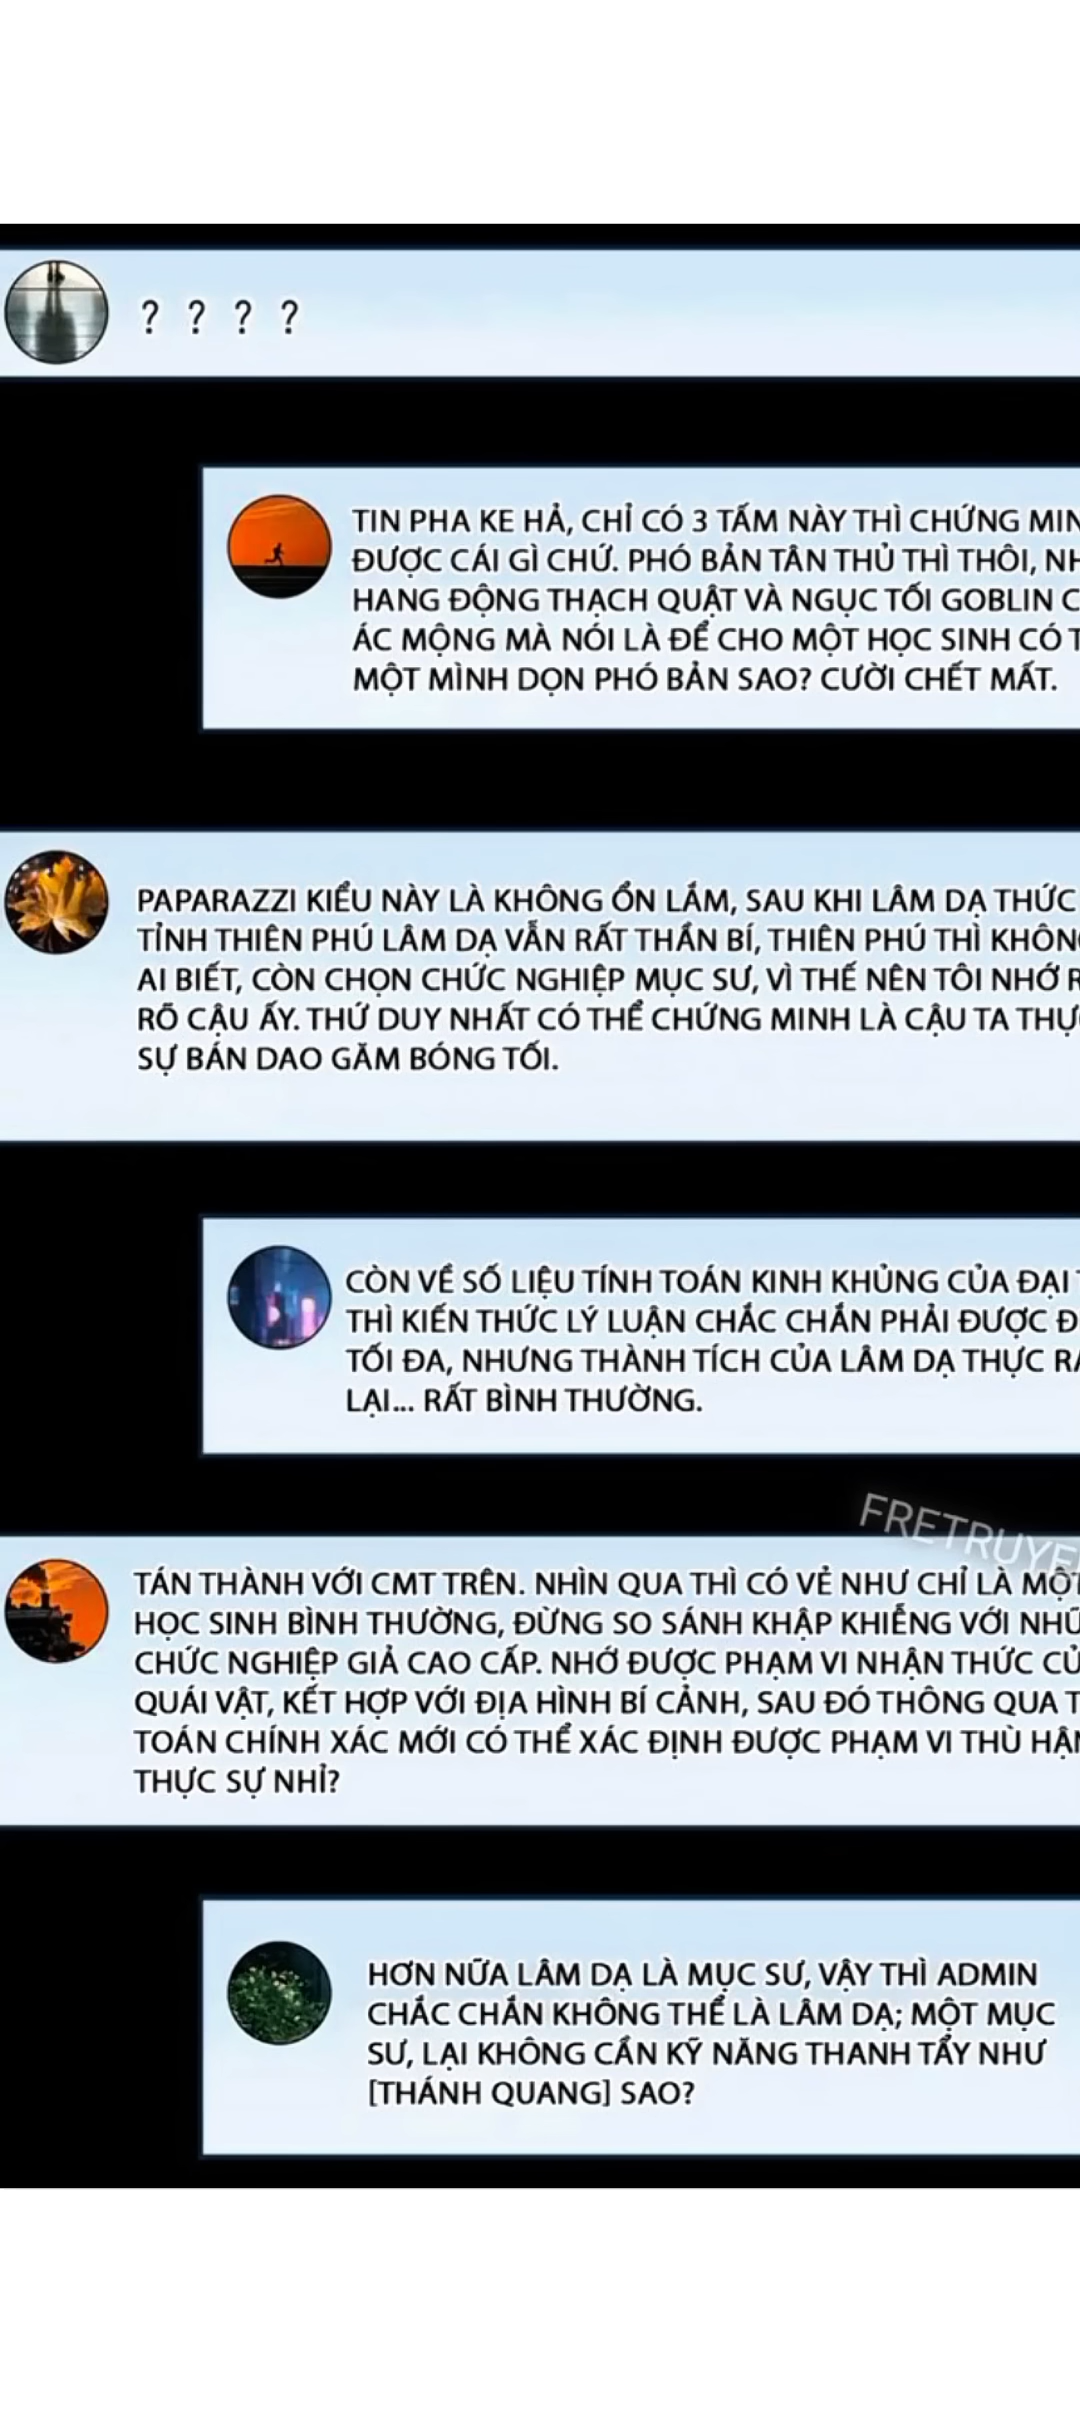 ? ? ? ?
TIN PHA KE HẢ, CHỈ CÓ 3 TẤM NÀY THÌ CHỨNG
ĐƯỢC CÁI GÌ CHỨ. PHÓ BẢN TÂN THỦ THÌ THÔI,
HANG ĐỘNG THẠCH QUẬT VÀ NGỤC TỐI GOBLIN
ÁC MỘNG MÀ NÓI LÀ ĐỂ CHO MỘT HỌC SINH CÓ
MỘT MÌNH DỌN PHÓ BẢN SAO? CƯỜI CHẾT MẤT.
PAPARAZZI KIỂU NÀY LÀ KHÔNG ỔN LẮM, SAU KHI LÂM DẠ THỨC
TỈNH THIÊN PHÚ LÂM DẠ VẪN RẤT THẦN BÍ, THIÊN PHÚ THÌ
AI BIẾT, CÒN CHỌN CHỨC NGHIỆP MỤC SƯ, VÌ THẾ NÊN TÔI NHỚ
RÕ CẬU ẤY. THỨ DUY NHẤT CÓ THỂ CHỨNG MINH LÀ CẬU TA
SỰ BÁN DAO GĂM BÓNG TỐI.
CÒN VỀ SỐ LIỆU TÍNH TOÁN KINH KHỦNG CỦA ĐẠI
THÌ KIẾN THỨC LÝ LUẬN CHẮC CHẮN PHẢI ĐƯỢC
TỐI ĐA, NHƯNG THÀNH TÍCH CỦA LÂM DẠ THỰC
LẠI... RẤT BÌNH THƯỜNG.
FRETRUYE
TÁN THÀNH VỚI CMT TRÊN. NHÌN QUA THÌ CÓ VẺ NHƯ CHỈ LÀ MỘT
HỌC SINH BÌNH THƯỜNG, ĐỪNG SO SÁNH KHẬP KHIỄNG VỚI
CHỨC NGHIỆP GIẢ CAO CẤP. NHỚ ĐƯỢC PHẠM VI NHẬN THỨC
QUÁI VẬT, KẾT HỢP VỚI ĐỊA HÌNH BÍ CẢNH, SAU ĐÓ THÔNG QUA
TOÁN CHÍNH XÁC MỚI CÓ THỂ XÁC ĐỊNH ĐƯỢC PHẠM VI THÙ
THỰC SỰ NHỈ?
HƠN NỮA LÂM DẠ LÀ MỤC SƯ, VẬY THÌ ADMIN
CHẮC CHẮN KHÔNG THỂ LÀ LÂM DẠ; MỘT MỤC
SƯ, LẠI KHÔNG CẦN KỸ NĂNG THANH TẨY NHƯ
[THÁNH QUANG] SAO?